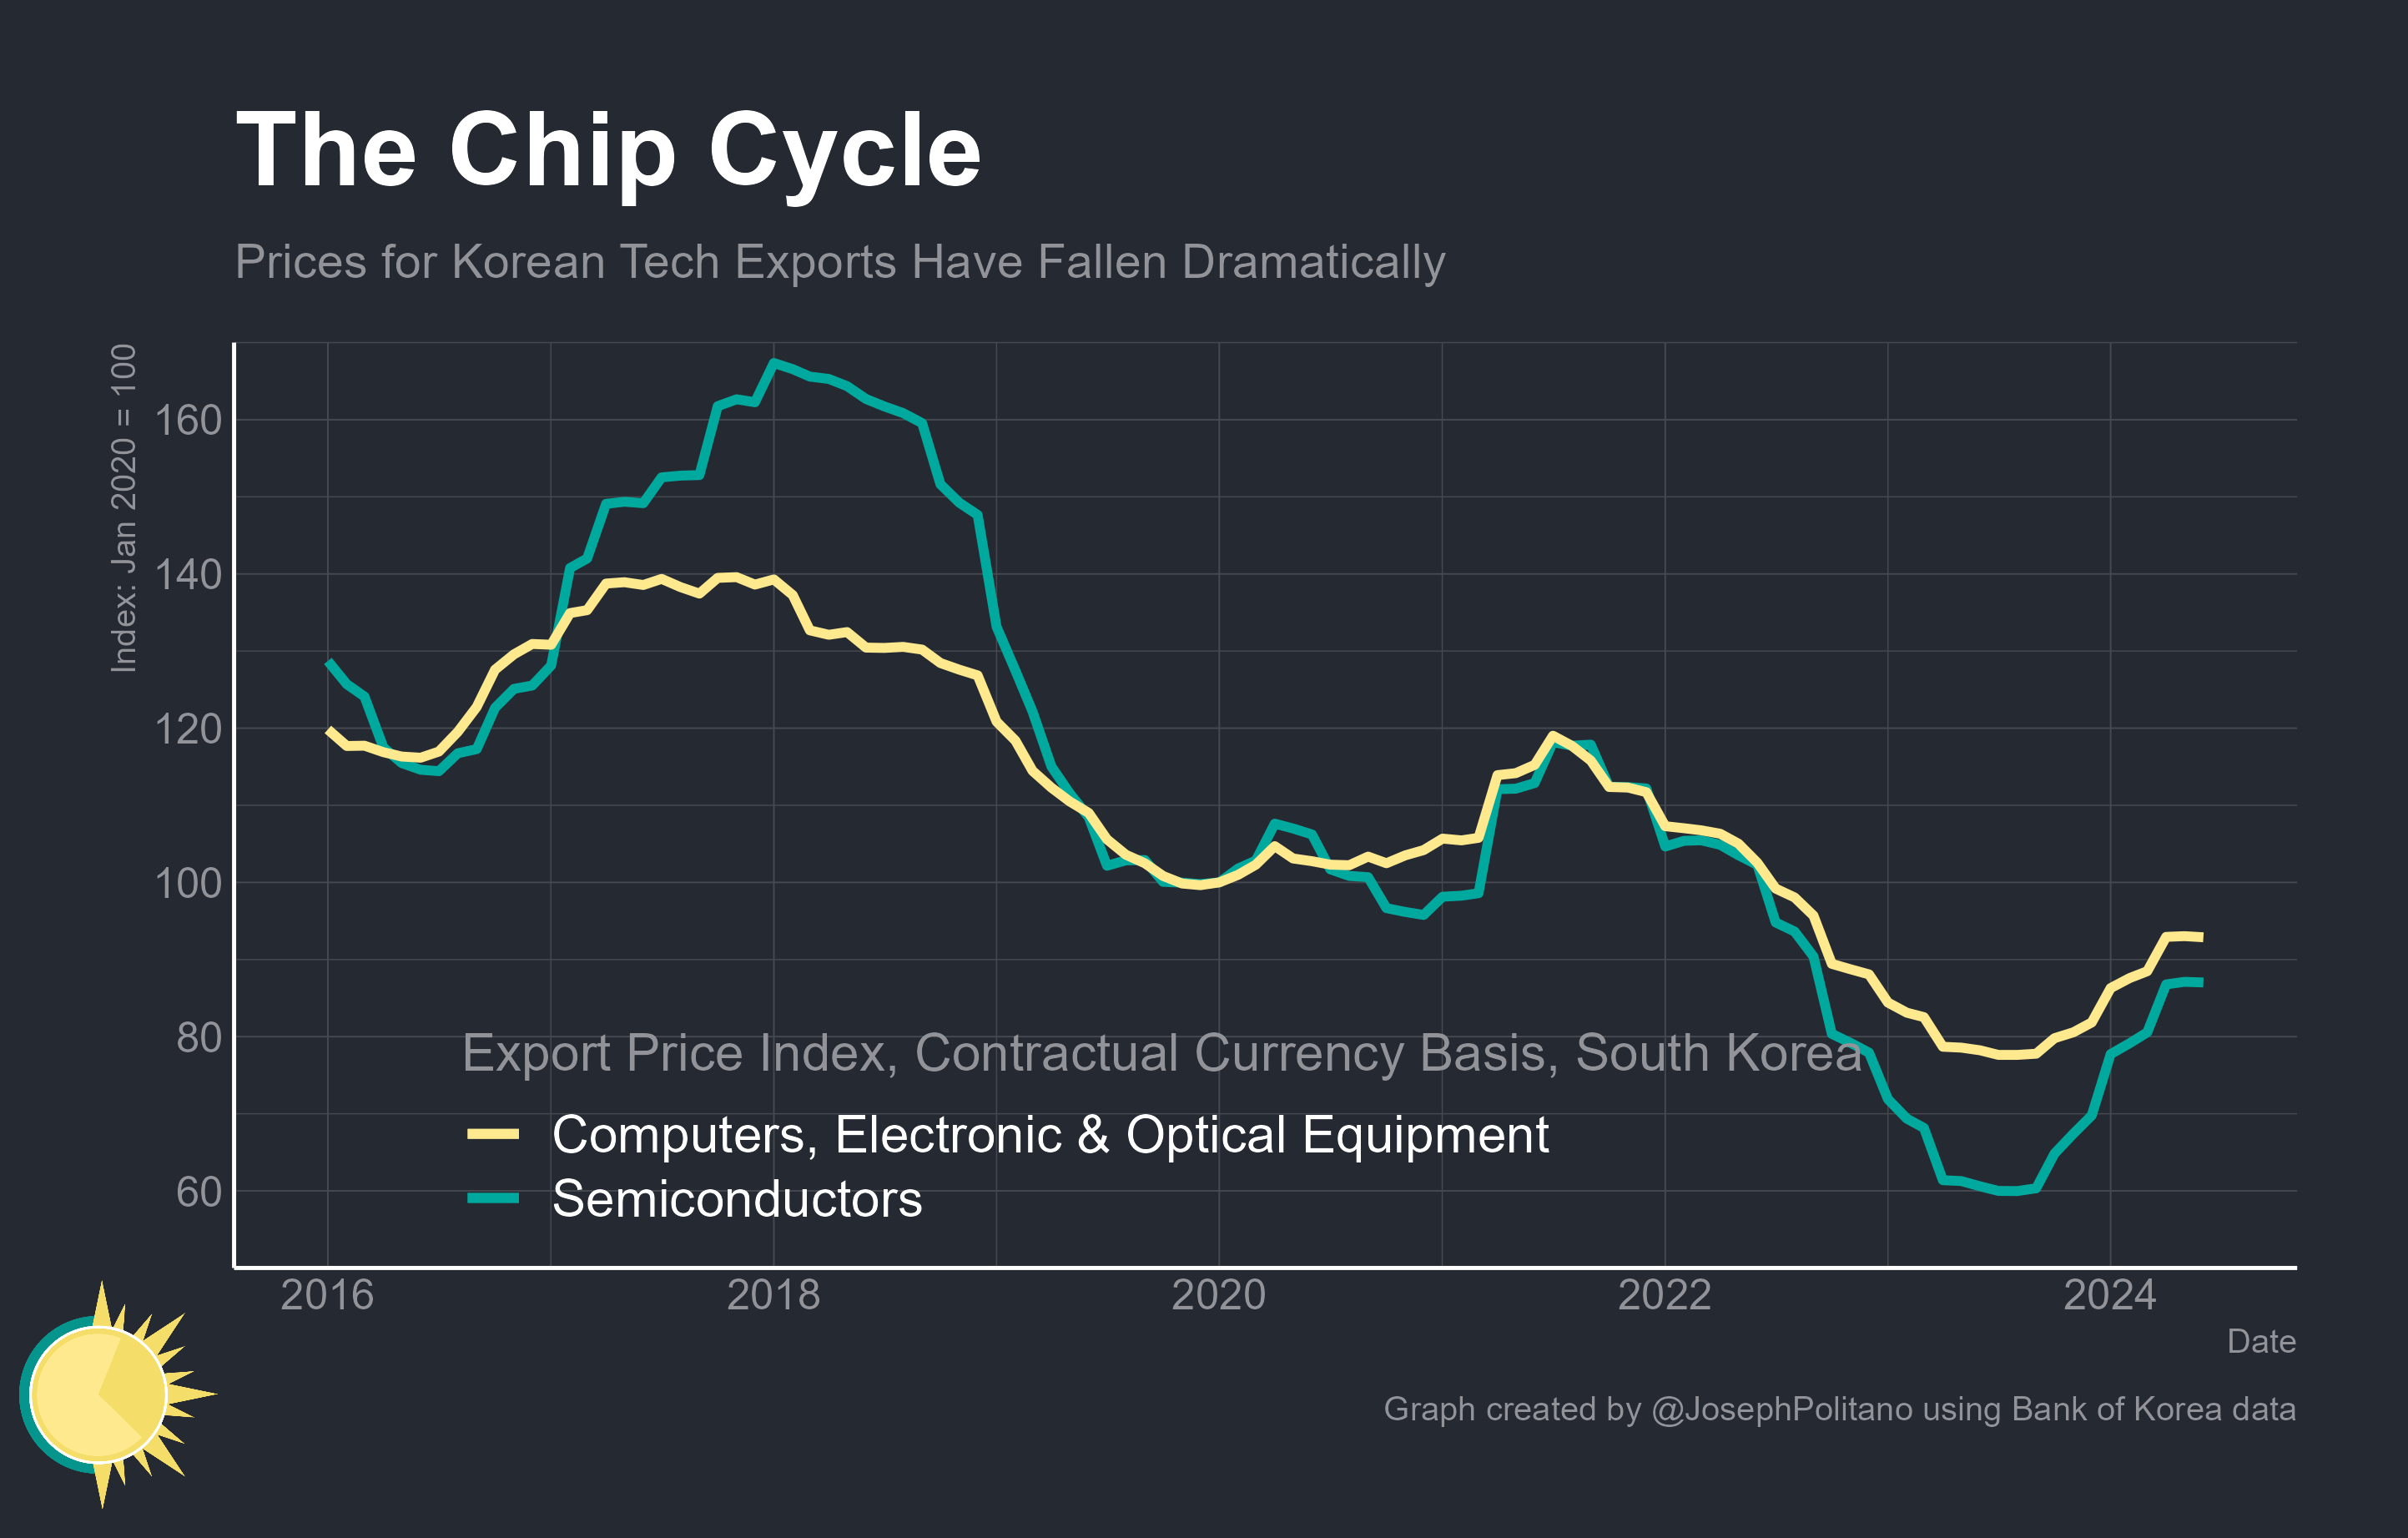 The Chip Cycle
Prices for Korean Tech Exports Have Fallen Dramatically
Index: Jan 2020 = 100
160
140
120
100
80
60
Export Price Index, Contractual Currency Basis, South Korea
Computers, Electronic & Optical Equipment
Semiconductors
2016 2018 2020 2022 2024
Date
Graph created by @JosephPolitano using Bank of Korea data